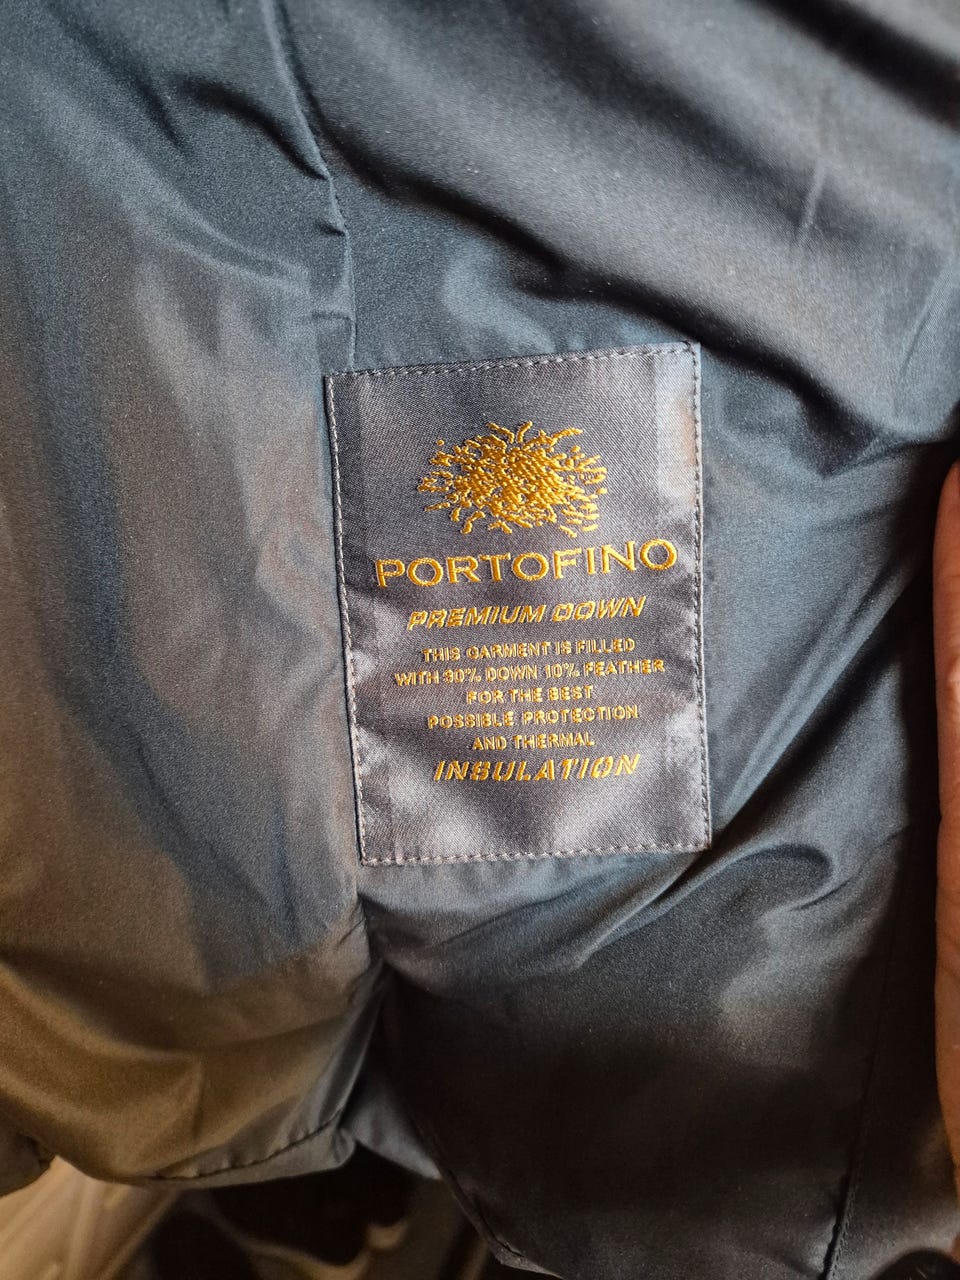 PORTOFINO
PREMIUM DOWN
THIS GARMENT IS FILLED
WITH 90% DOWN 10% FEATHER
FOR THE BEST
POSSIBLE PROTECTION
AND THERMAL
INSULATION